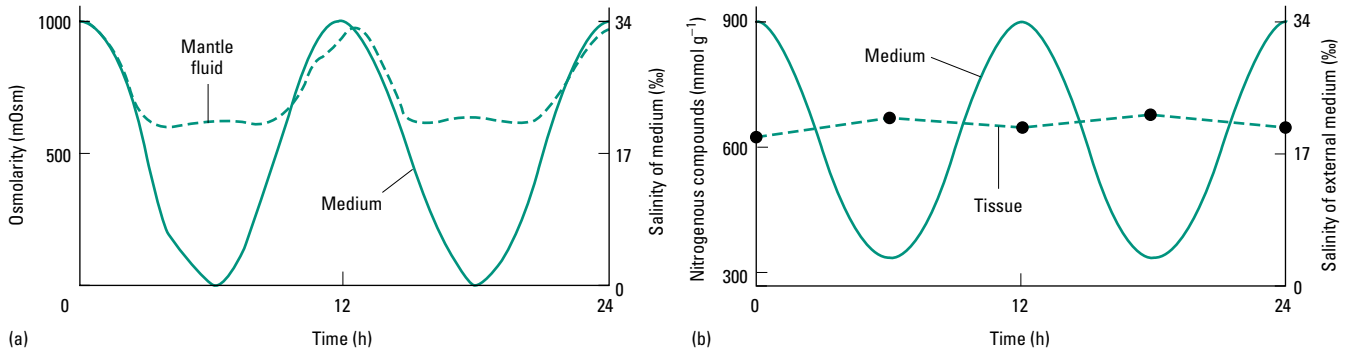 1000
500
0
Osmolarity (mOsm)
Mantle
fluid
Medium
12
24
Time (h)
34
17
0
Salinity of medium (‰)
(a)
900
600
300
Nitrogenous compounds (mmol g⁻¹)
Medium
Tissue
0
12
24
Time (h)
34
17
0
Salinity of external medium (‰)
(b)